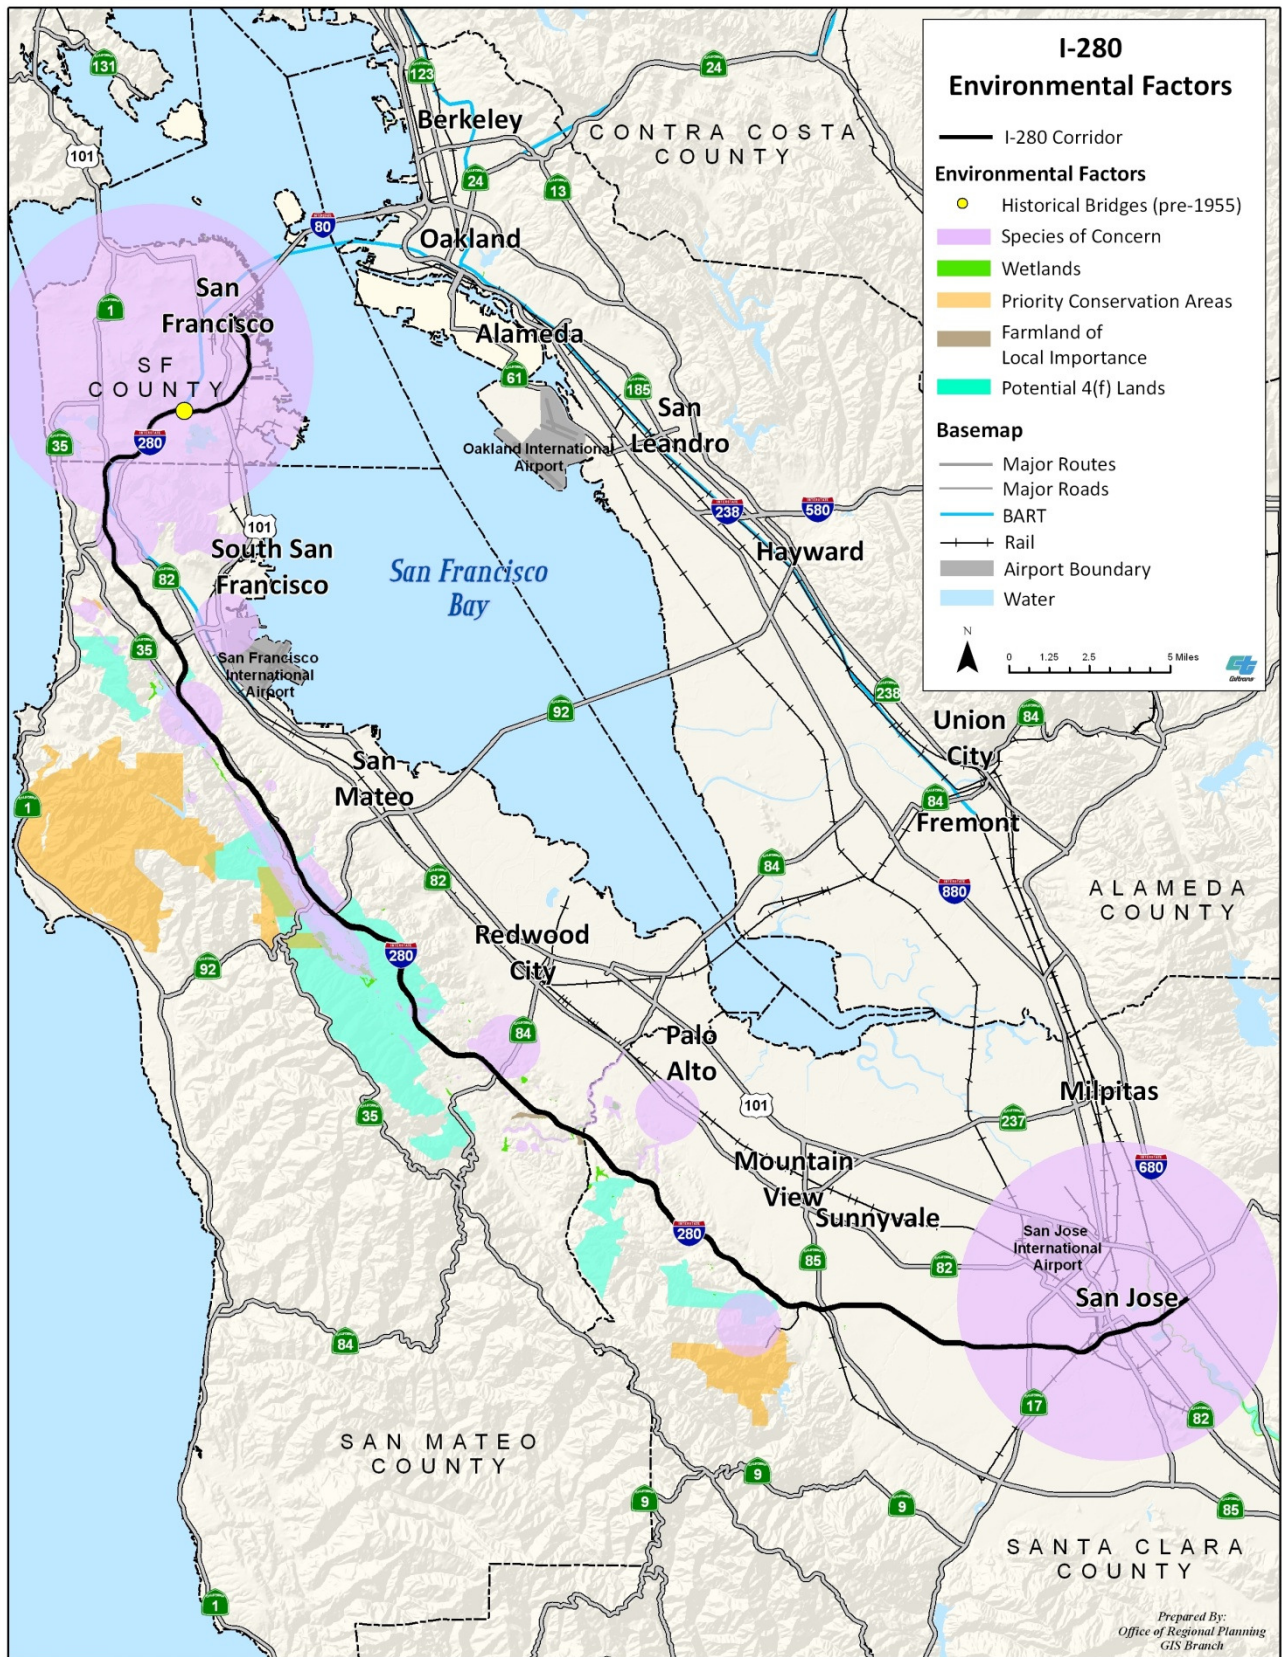 I-280
Environmental Factors
I-280 Corridor
Environmental Factors
Historical Bridges (pre-1955)
Species of Concern
Wetlands
Priority Conservation Areas
Farmland of
Local Importance
Potential 4(f) Lands
Basemap
Major Routes
Major Roads
BART
Rail
Airport Boundary
Water
N
0 1.25 2.5 5 Miles
Caltrans
131
123
24
101
Berkeley
CONTRA COSTA
COUNTY
24
13
80
Oakland
San
Francisco
1
SF
COUNTY
Alameda
61
185
San
Leandro
35
280
Oakland International
Airport
238
580
101
Hayward
South San
Francisco
82
San Francisco
Bay
35
San Francisco
International
Airport
238
92
Union
City
84
San
Mateo
1
84
Fremont
82
84
880
ALAMEDA
COUNTY
Redwood
City
280
92
84
Palo
Alto
Milpitas
35
101
237
Mountain
View
680
Sunnyvale
280
San Jose
International
Airport
85
82
San Jose
84
17
82
SAN MATEO
COUNTY
9
9
9
85
SANTA CLARA
COUNTY
1
Prepared By:
Office of Regional Planning
GIS Branch